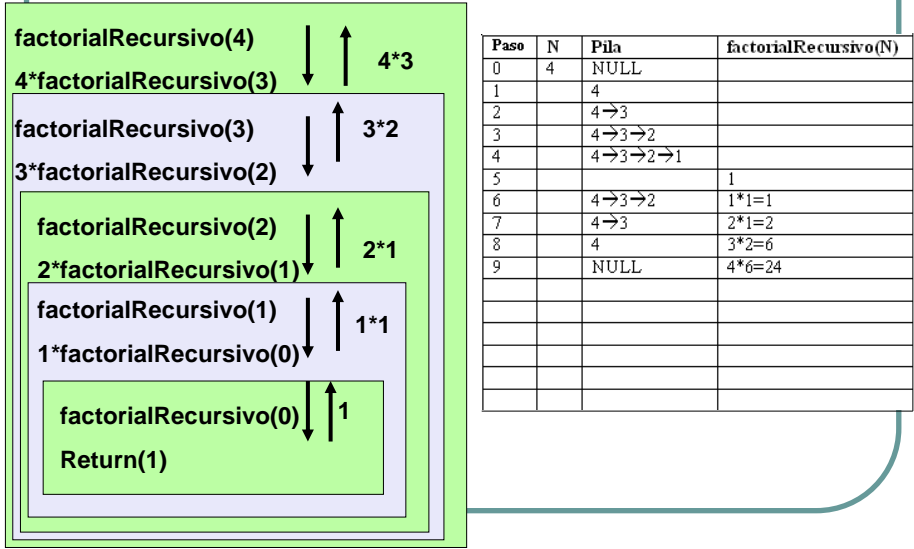 factorialRecursivo(4)
4*3
4*factorialRecursivo(3)
factorialRecursivo(3)
3*2
3*factorialRecursivo(2)
factorialRecursivo(2)
2*1
2*factorialRecursivo(1)
factorialRecursivo(1)
1*1
1*factorialRecursivo(0)
factorialRecursivo(0)
1
Return(1)
Paso N Pila factorialRecursivo(N)
0 4 NULL
1 4
2 4→3
3 4→3→2
4 4→3→2→1
5 1
6 4→3→2 1*1=1
7 4→3 2*1=2
8 4 3*2=6
9 NULL 4*6=24